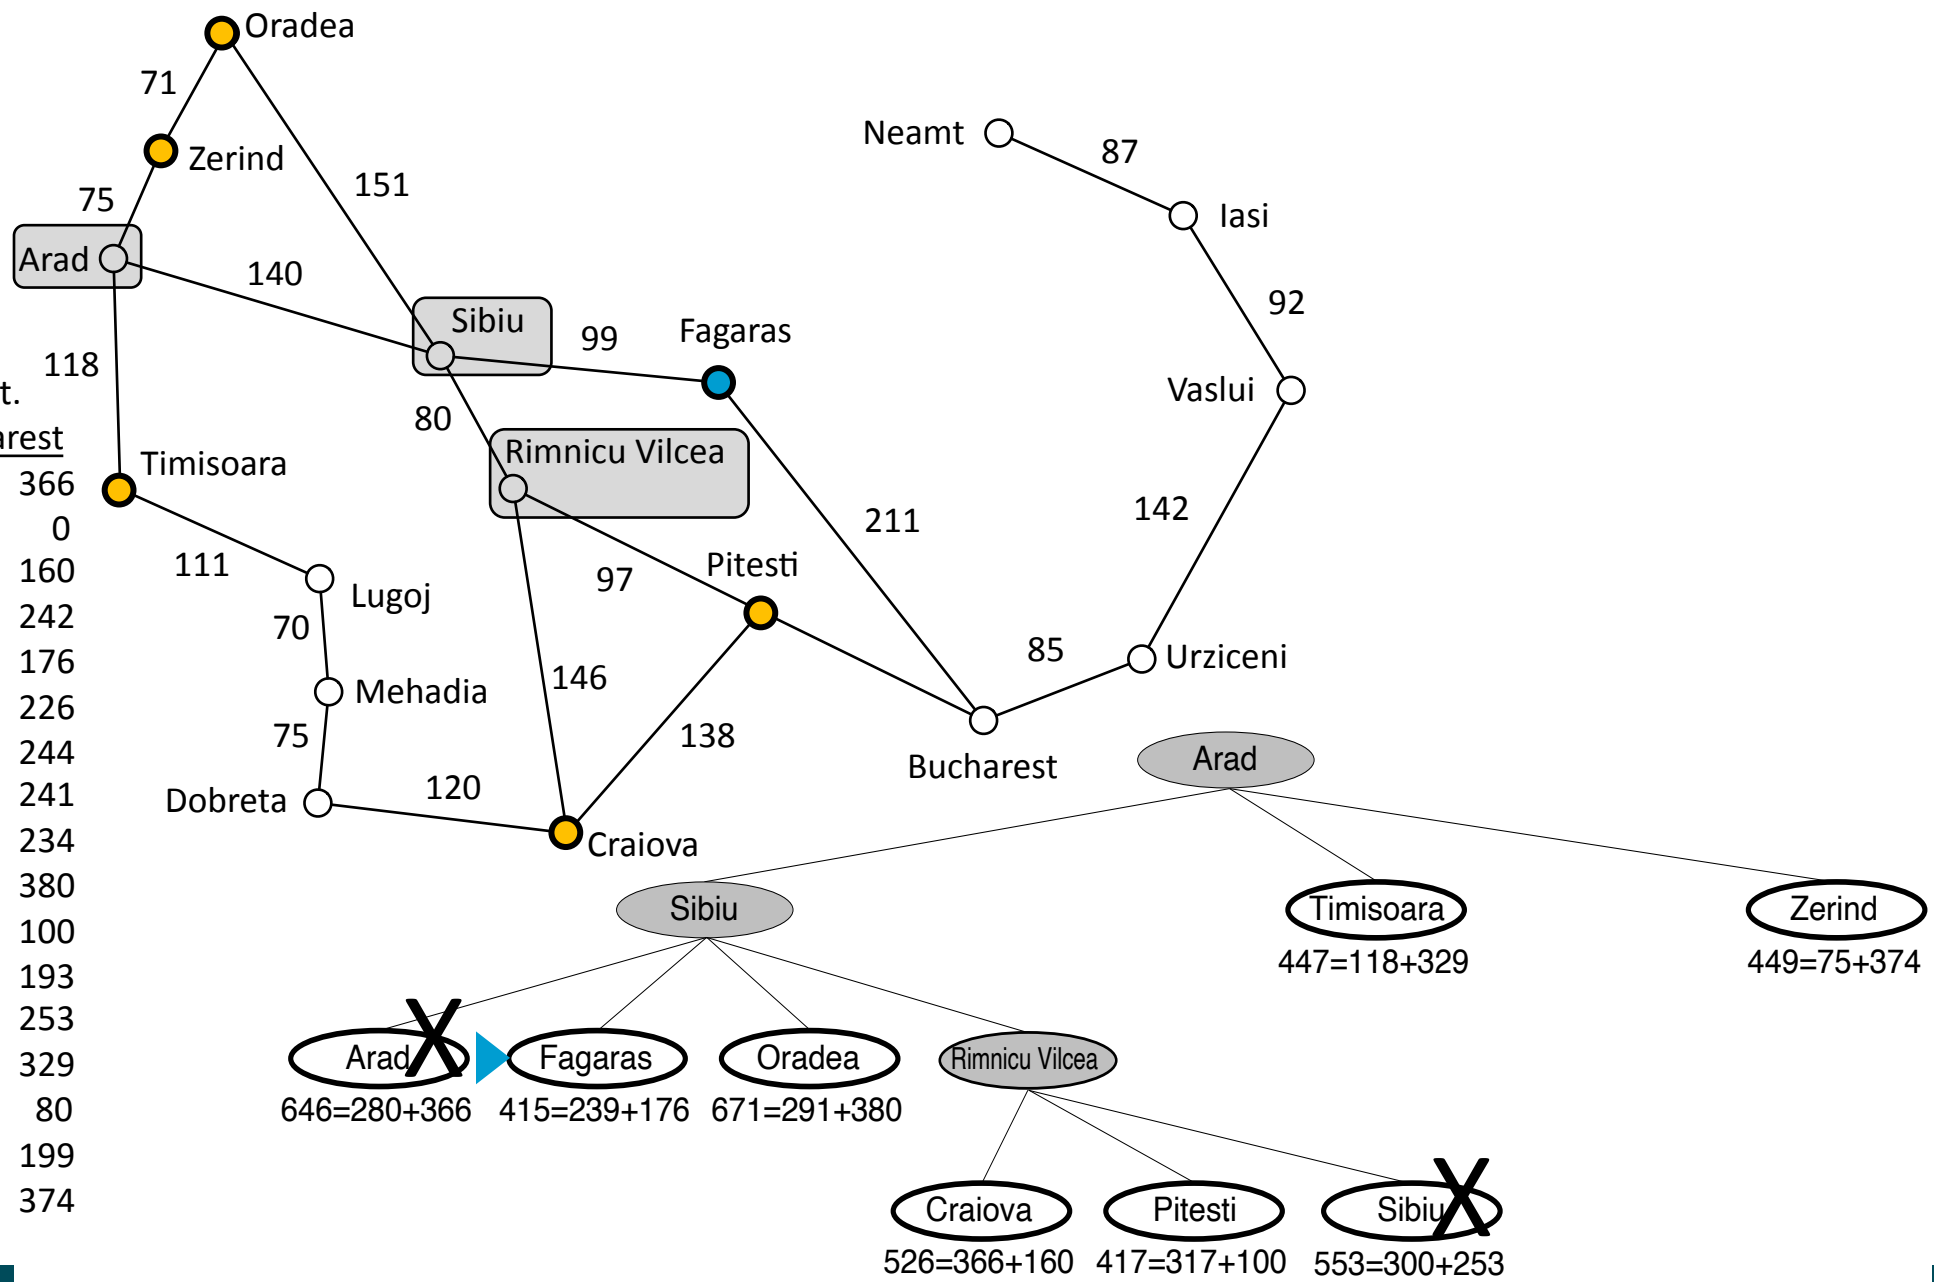 Oradea
71
Neamt
87
Zerind
151
75
Iasi
Arad
140
92
Sibiu
99
Fagaras
118
t.
80
Vaslui
arest
Rimnicu Vilcea
Timisoara
366
0
211
142
111
160
97
Pitesti
Lugoj
242
70
85
Urziceni
176
146
Mehadia
226
75
138
244
Bucharest
Arad
241
120
Dobreta
234
Craiova
380
100
Sibiu
Timisoara
Zerind
193
447=118+329
449=75+374
253
X
329
Arad
Fagaras
Oradea
Rimnicu Vilcea
80
646=280+366
415=239+176
671=291+380
199
374
Craiova
Pitesti
Sibiu
X
526=366+160
417=317+100
553=300+253